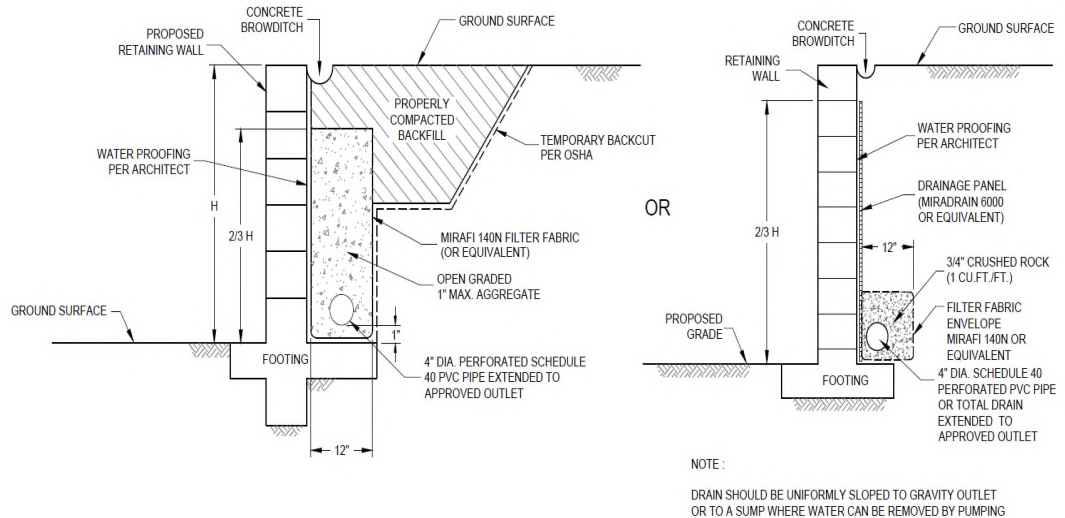 CONCRETE
BROWDITCH
GROUND SURFACE
PROPOSED
RETAINING WALL
PROPERLY
COMPACTED
BACKFILL
TEMPORARY BACKCUT
PER OSHA
WATER PROOFING
PER ARCHITECT
H
2/3 H
MIRAFI 140N FILTER FABRIC
(OR EQUIVALENT)
OPEN GRADED
1" MAX. AGGREGATE
GROUND SURFACE
1"
FOOTING
4" DIA. PERFORATED SCHEDULE
40 PVC PIPE EXTENDED TO
APPROVED OUTLET
12"
OR
CONCRETE
BROWDITCH
GROUND SURFACE
RETAINING
WALL
WATER PROOFING
PER ARCHITECT
DRAINAGE PANEL
(MIRADRAIN 6000
OR EQUIVALENT)
2/3 H
12"
3/4" CRUSHED ROCK
(1 CU.FT./FT.)
PROPOSED
GRADE
FILTER FABRIC
ENVELOPE
MIRAFI 140N OR
EQUIVALENT
FOOTING
4" DIA. SCHEDULE 40
PERFORATED PVC PIPE
OR TOTAL DRAIN
EXTENDED TO
APPROVED OUTLET
NOTE :
DRAIN SHOULD BE UNIFORMLY SLOPED TO GRAVITY OUTLET
OR TO A SUMP WHERE WATER CAN BE REMOVED BY PUMPING